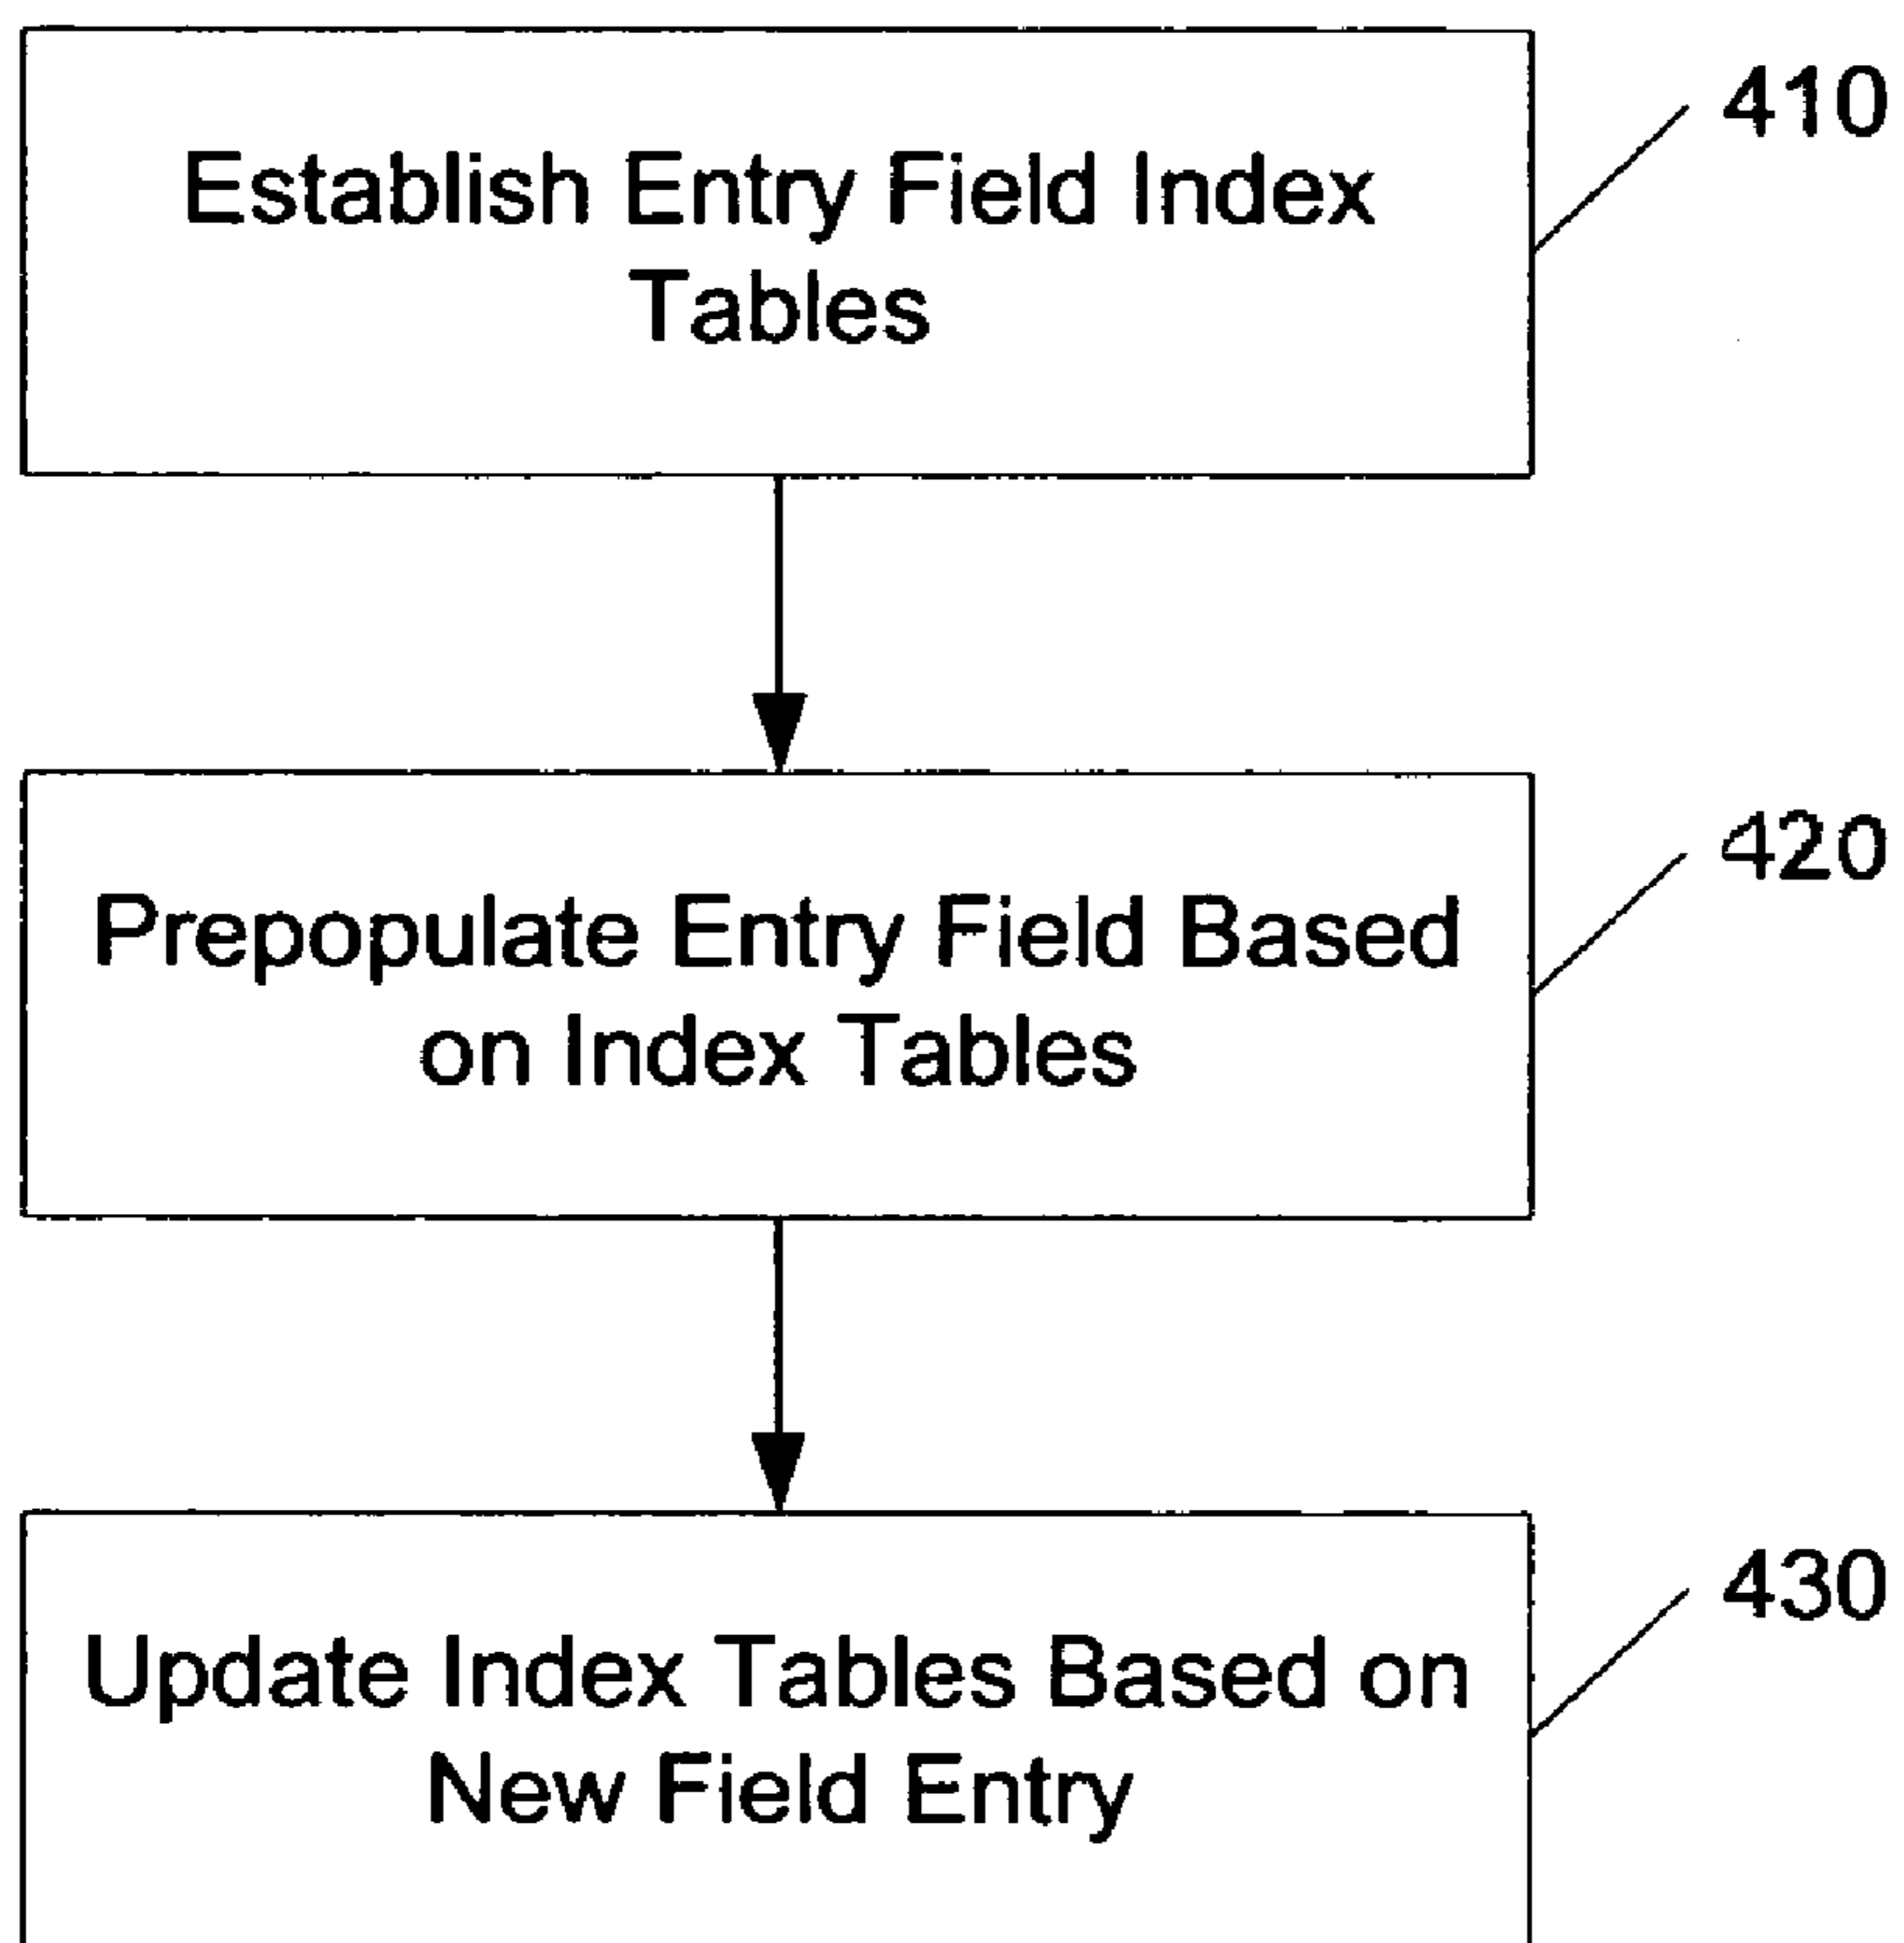 410
Establish Entry Field Index
Tables
420
Prepopulate Entry Field Based
on Index Tables
430
Update Index Tables Based on
New Field Entry